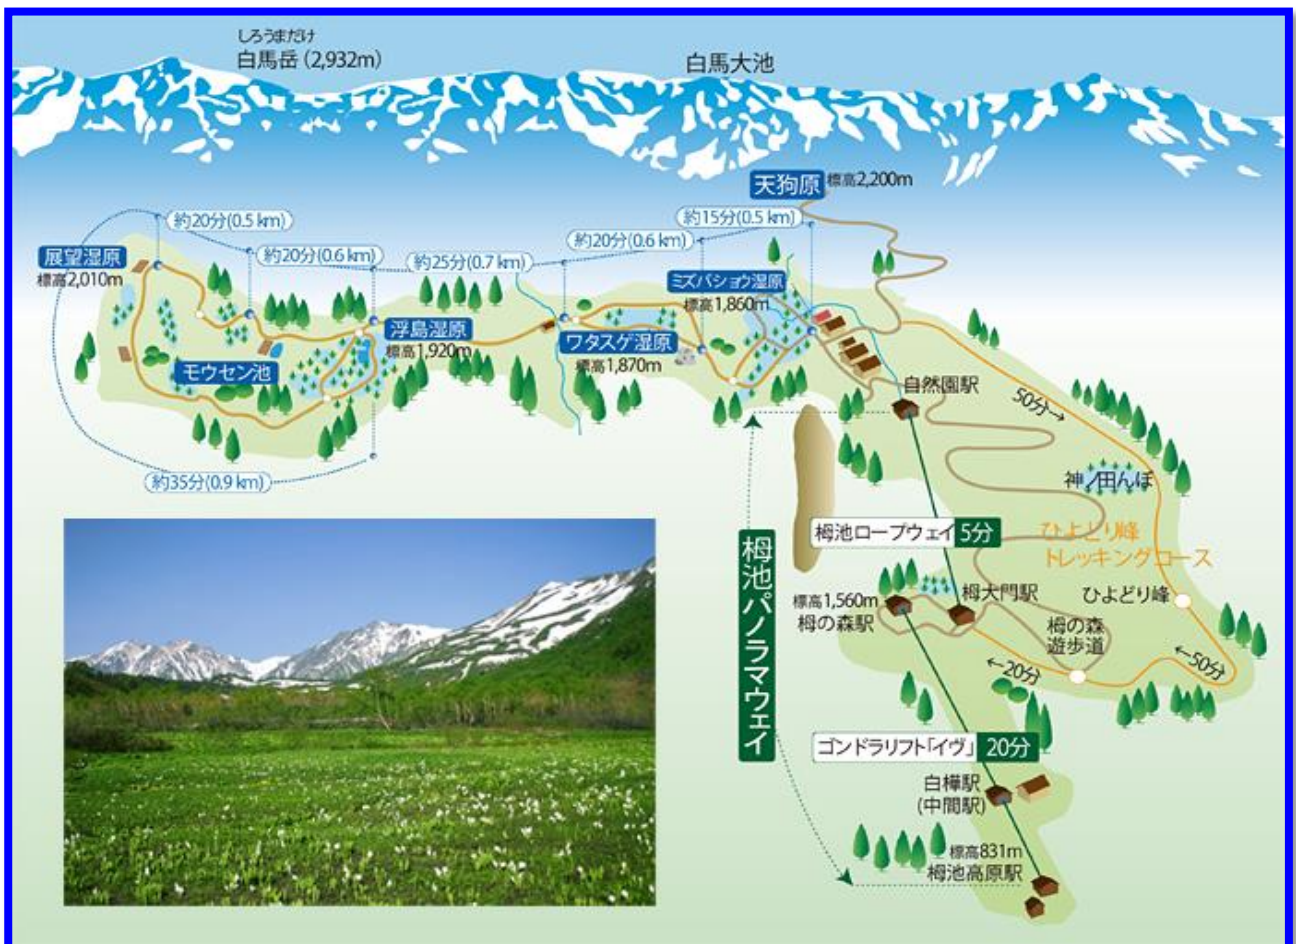 しろうまだけ
白馬岳（2,932m）
白馬大池
天狗原
標高2,200m
約15分(0.5 km)
約20分(0.5 km)
約20分(0.6 km)
約20分(0.6 km)
約25分(0.7 km)
展望湿原
標高2,010m
ミズバショウ湿原
標高1,860m
浮島湿原
標高1,920m
ワタスゲ湿原
標高1,870m
モウセン池
自然園駅
50分→
約35分(0.9 km)
神ノ田んぼ
栂池ロープウェイ 5分
ひよどり峰
トレッキングコース
栂池パノラマウェイ
標高1,560m
栂の森駅
栂大門駅
ひよどり峰
栂の森
遊歩道
←20分
←50分
ゴンドラリフト「イヴ」 20分
白樺駅
(中間駅)
標高831m
栂池高原駅